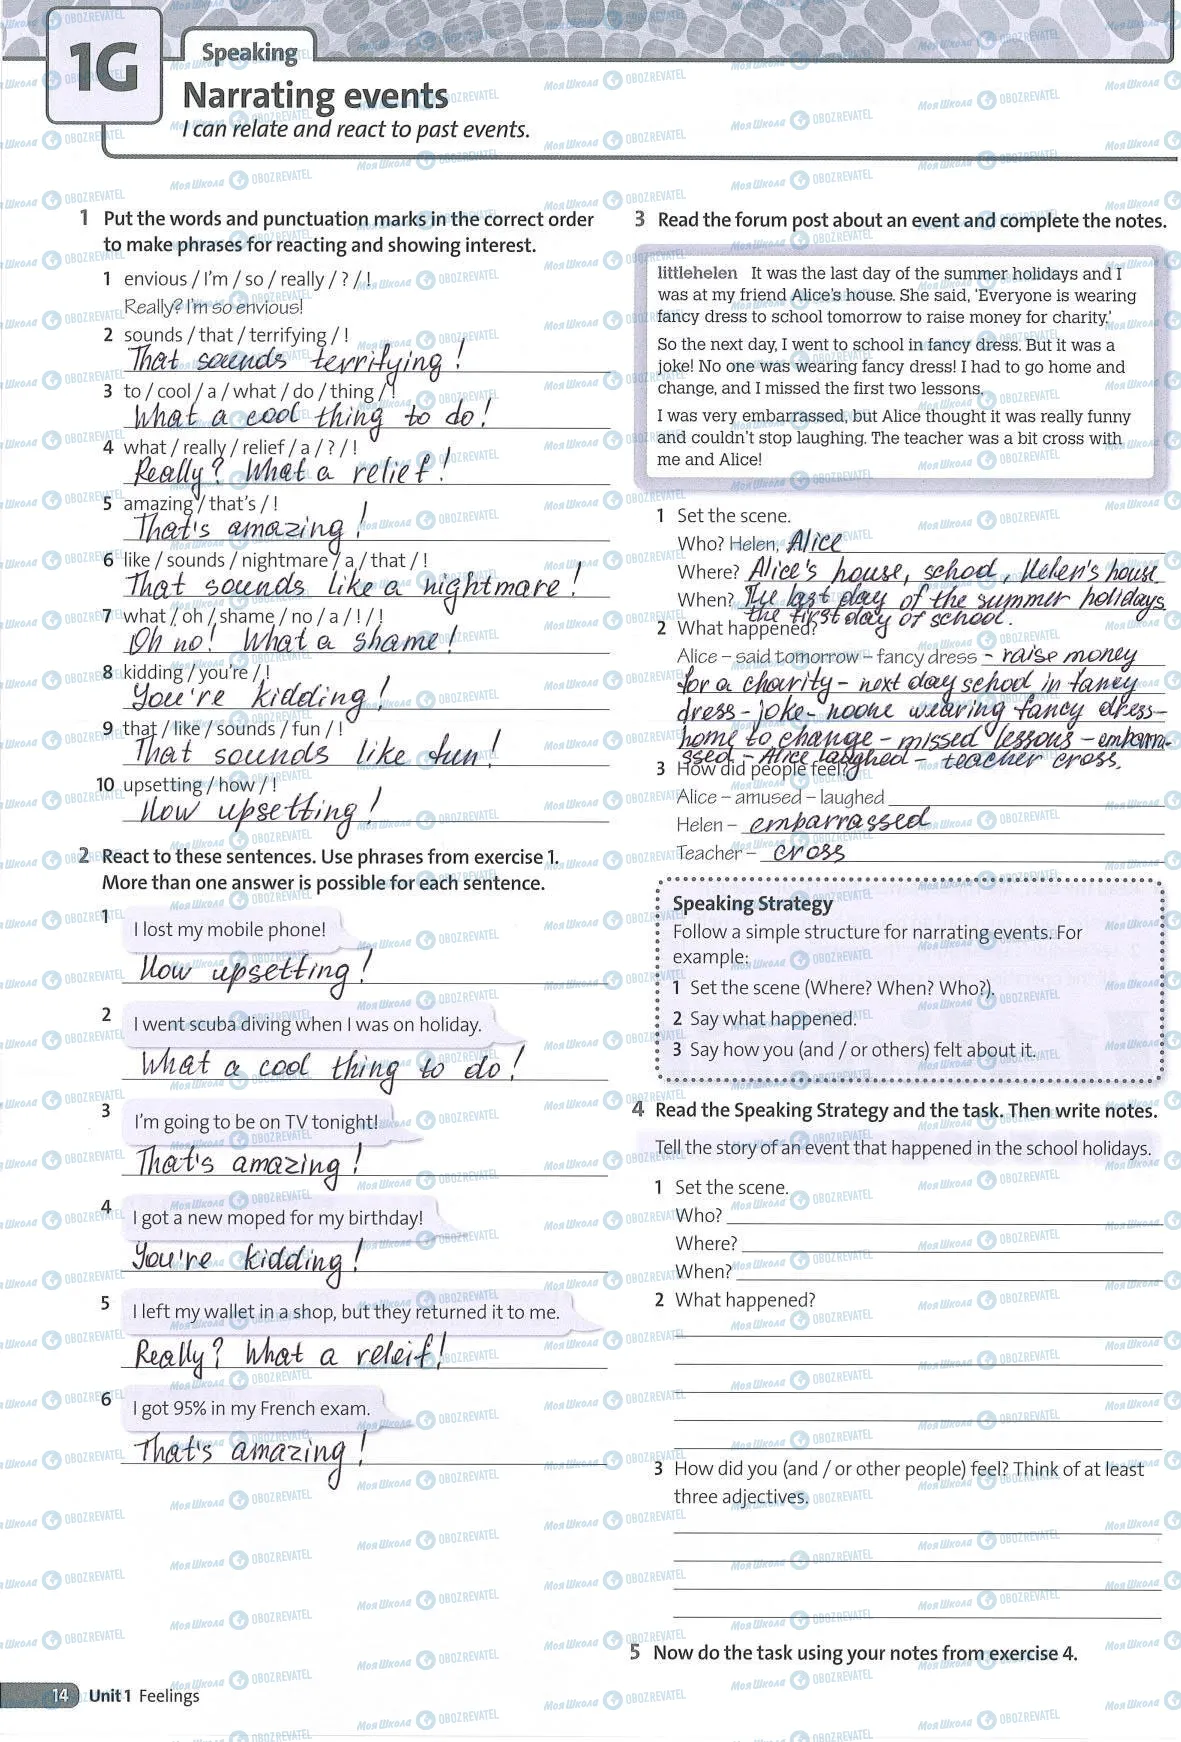 1G
Speaking
Narrating events
I can relate and react to past events.
1 Put the words and punctuation marks in the correct order
to make phrases for reacting and showing interest.
1 envious / I'm / so / really / ? / !
Really? I'm so envious!
2 sounds / that / terrifying / !
That sounds terrifying!
3 to / cool / a / what / do / thing / !
What a cool thing to do!
4 what / really / relief / a / ? / !
Really? What a relief!
5 amazing / that's / !
That's amazing!
6 like / sounds / nightmare / a / that / !
That sounds like a nightmare!
7 what / oh / shame / no / a / ! / !
Oh no! What a shame!
8 kidding / you're / !
You're kidding!
9 that / like / sounds / fun / !
That sounds like fun!
10 upsetting / how / !
How upsetting!
2 React to these sentences. Use phrases from exercise 1.
More than one answer is possible for each sentence.
1 I lost my mobile phone!
How upsetting!
2 I went scuba diving when I was on holiday.
What a cool thing to do!
3 I'm going to be on TV tonight!
That's amazing!
4 I got a new moped for my birthday!
You're kidding!
5 I left my wallet in a shop, but they returned it to me.
Really? What a releif!
6 I got 95% in my French exam.
That's amazing!
3 Read the forum post about an event and complete the notes.
littlehelen It was the last day of the summer holidays and I
was at my friend Alice's house. She said, 'Everyone is wearing
fancy dress to school tomorrow to raise money for charity.'
So the next day, I went to school in fancy dress. But it was a
joke! No one was wearing fancy dress! I had to go home and
change, and I missed the first two lessons.
I was very embarrassed, but Alice thought it was really funny
and couldn't stop laughing. The teacher was a bit cross with
me and Alice!
1 Set the scene.
Who? Helen, Alice
Where? Alice's house, school, Helen's house
When? The last day of the summer holidays
the first day of school.
2 What happened?
Alice – said tomorrow – fancy dress - raise money
for a charity - next day school in fancy
dress - joke - noone wearing fancy dress -
home to change - missed lessons - embarra-
ssed - Alice laughed - teacher cross.
3 How did people feel?
Alice – amused – laughed
Helen – embarrassed
Teacher – cross
Speaking Strategy
Follow a simple structure for narrating events. For
example:
1 Set the scene (Where? When? Who?).
2 Say what happened.
3 Say how you (and / or others) felt about it.
4 Read the Speaking Strategy and the task. Then write notes.
Tell the story of an event that happened in the school holidays.
1 Set the scene.
Who?
Where?
When?
2 What happened?
3 How did you (and / or other people) feel? Think of at least
three adjectives.
5 Now do the task using your notes from exercise 4.
14 Unit 1 Feelings
Моя Школа OBOZREVATEL